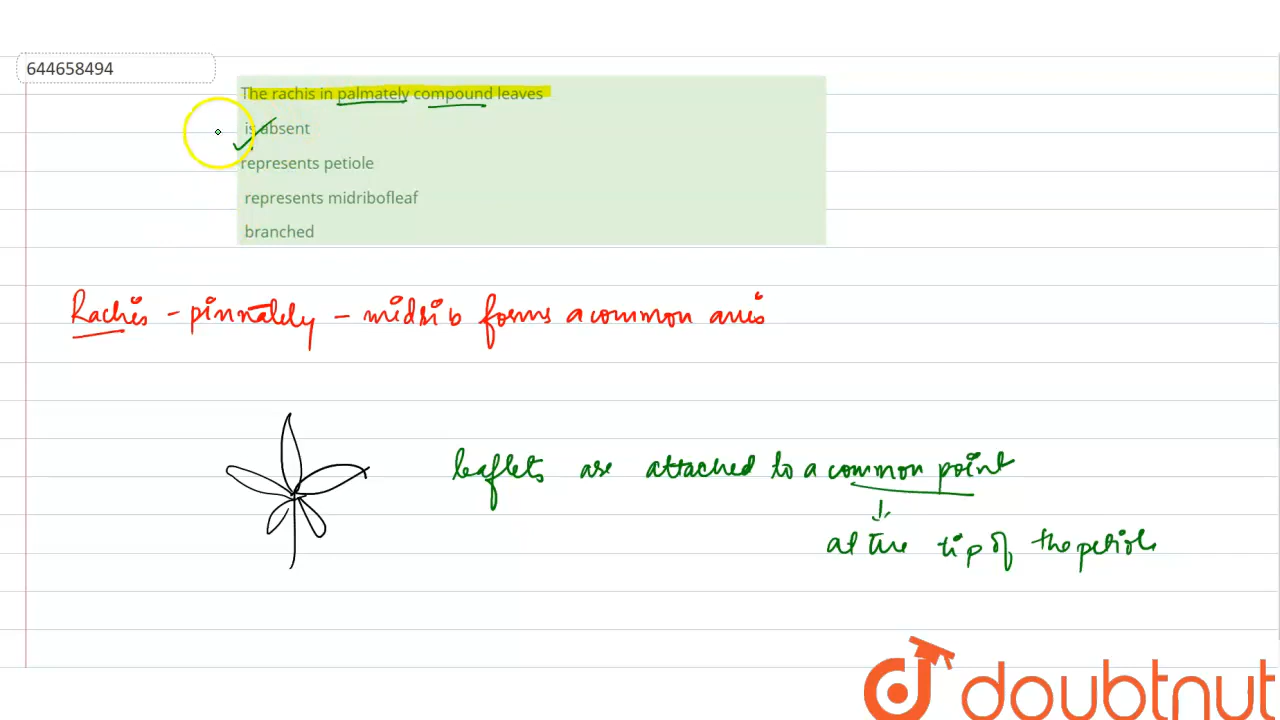 644658494
The rachis in palmately compound leaves
is absent
represents petiole
represents midribofleaf
branched
Rachis - pinnately - midrib forms a common axis
leaflets are attached to a common point
at the tip of the petiole
doubtnut